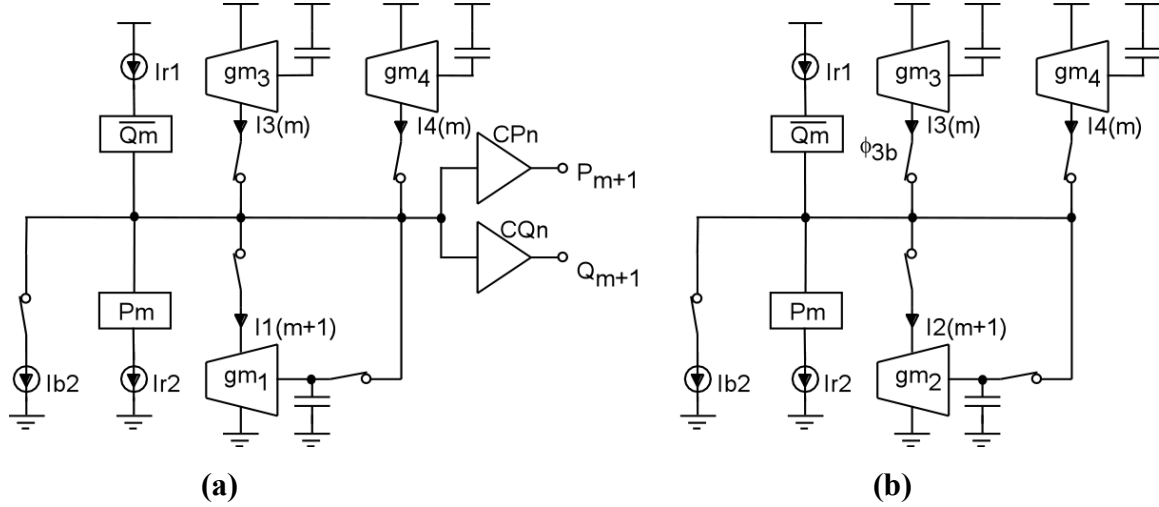 Ir1
gm3
gm4
Qm
I3(m)
I4(m)
CPn
Pm+1
CQn
Qm+1
Pm
I1(m+1)
Ib2
Ir2
gm1
(a)
Ir1
gm3
gm4
Qm
I3(m)
I4(m)
ϕ3b
Pm
I2(m+1)
Ib2
Ir2
gm2
(b)